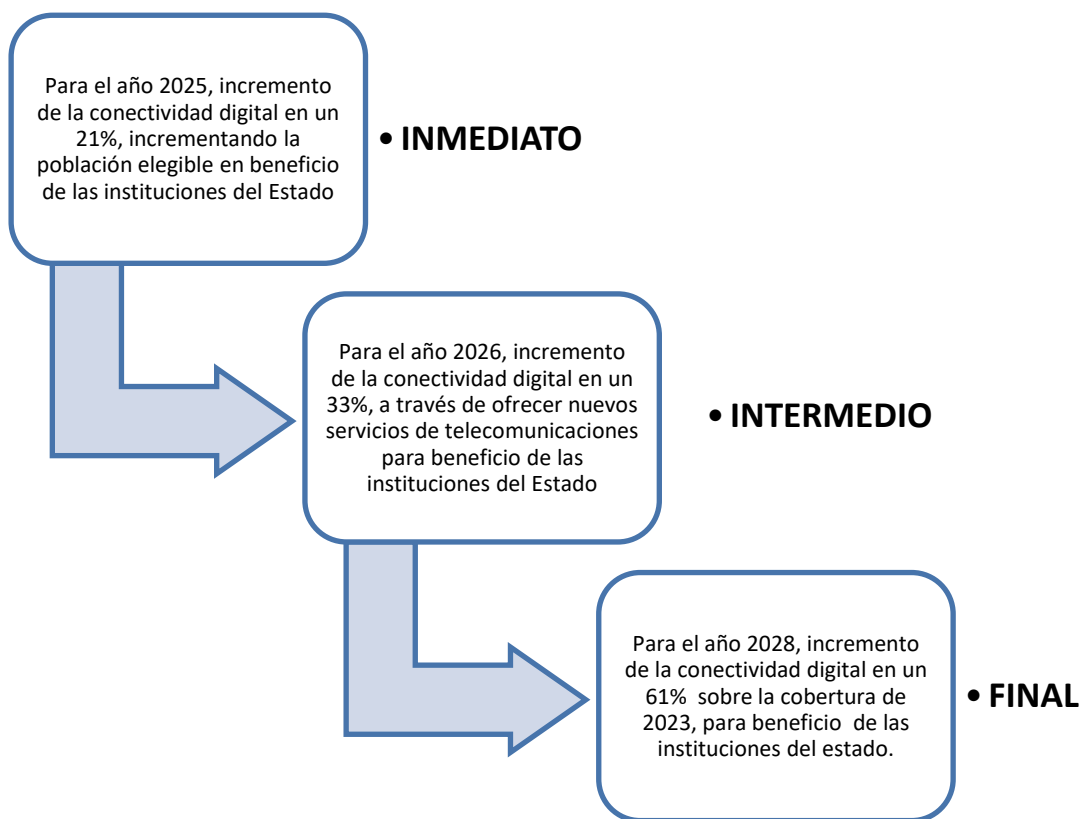 Para el año 2025, incremento
de la conectividad digital en un
21%, incrementando la
población elegible en beneficio
de las instituciones del Estado
• INMEDIATO
Para el año 2026, incremento
de la conectividad digital en un
33%, a través de ofrecer nuevos
servicios de telecomunicaciones
para beneficio de las
instituciones del Estado
• INTERMEDIO
Para el año 2028, incremento
de la conectividad digital en un
61% sobre la cobertura de
2023, para beneficio de las
instituciones del estado.
• FINAL